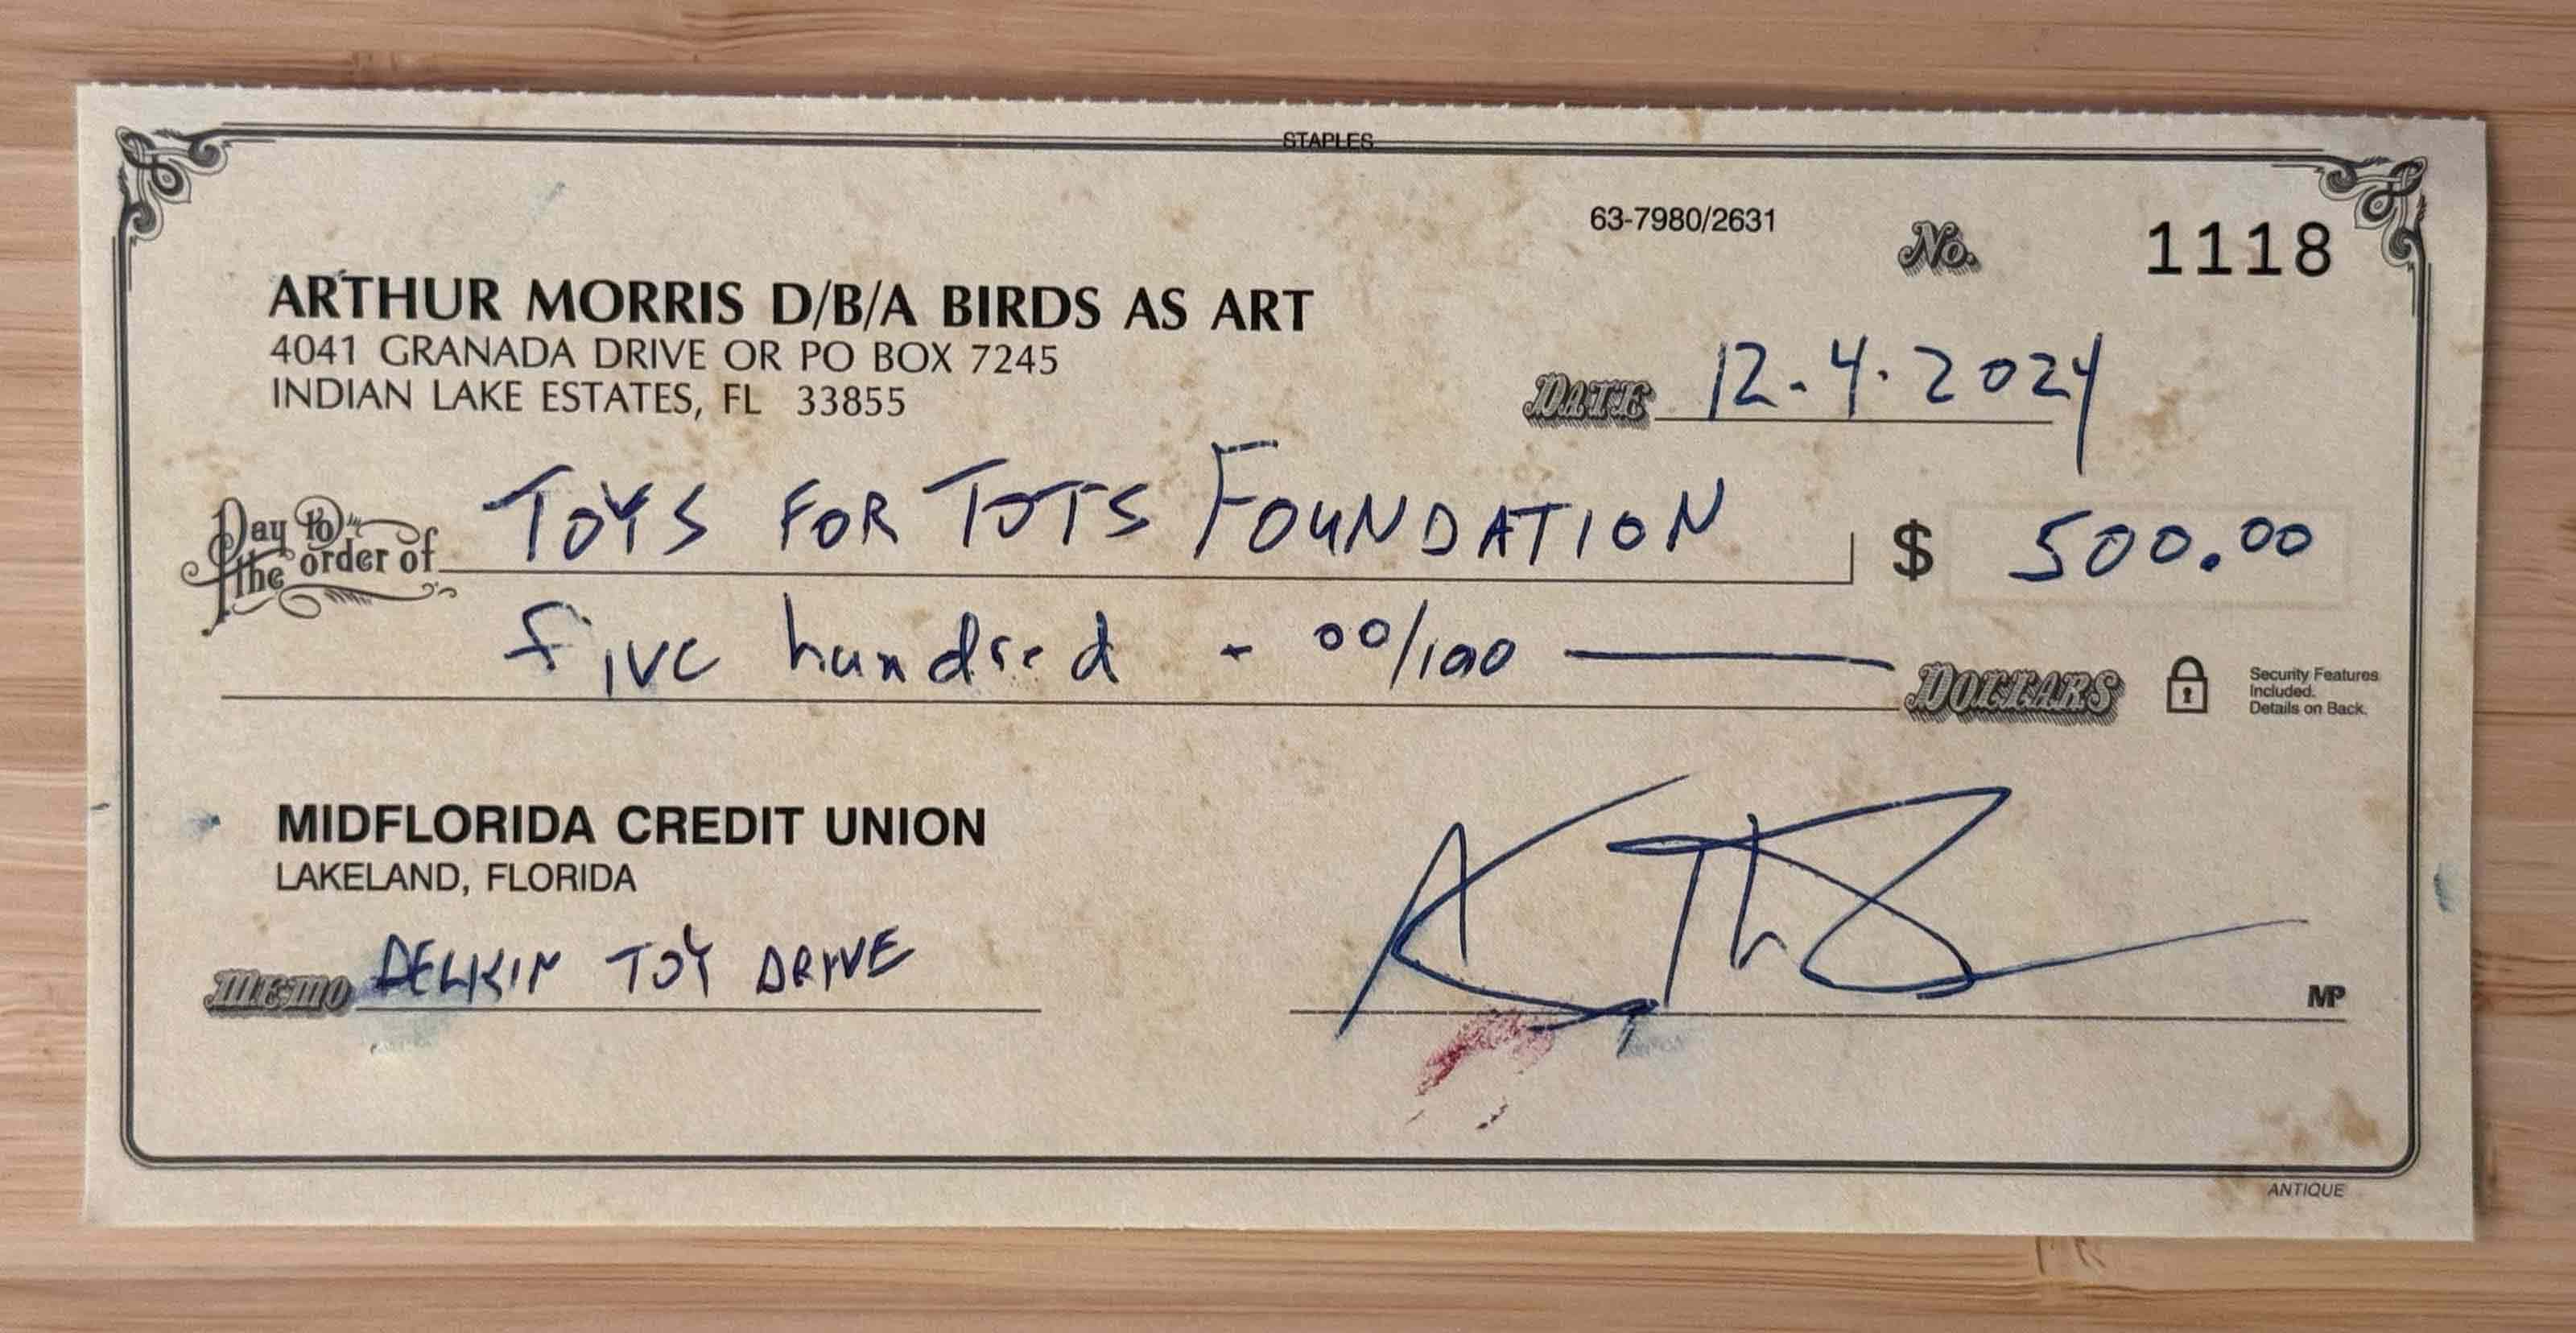 STAPLES
63-7980/2631
No. 1118
ARTHUR MORRIS D/B/A BIRDS AS ART
4041 GRANADA DRIVE OR PO BOX 7245
INDIAN LAKE ESTATES, FL 33855
DATE 12.4.2024
Pay to the order of TOYS FOR TOTS FOUNDATION $ 500.00
five hundred - 00/100 DOLLARS
Security Features
Included.
Details on Back.
MIDFLORIDA CREDIT UNION
LAKELAND, FLORIDA
MEMO DELKIN TOY DRIVE
MP
ANTIQUE